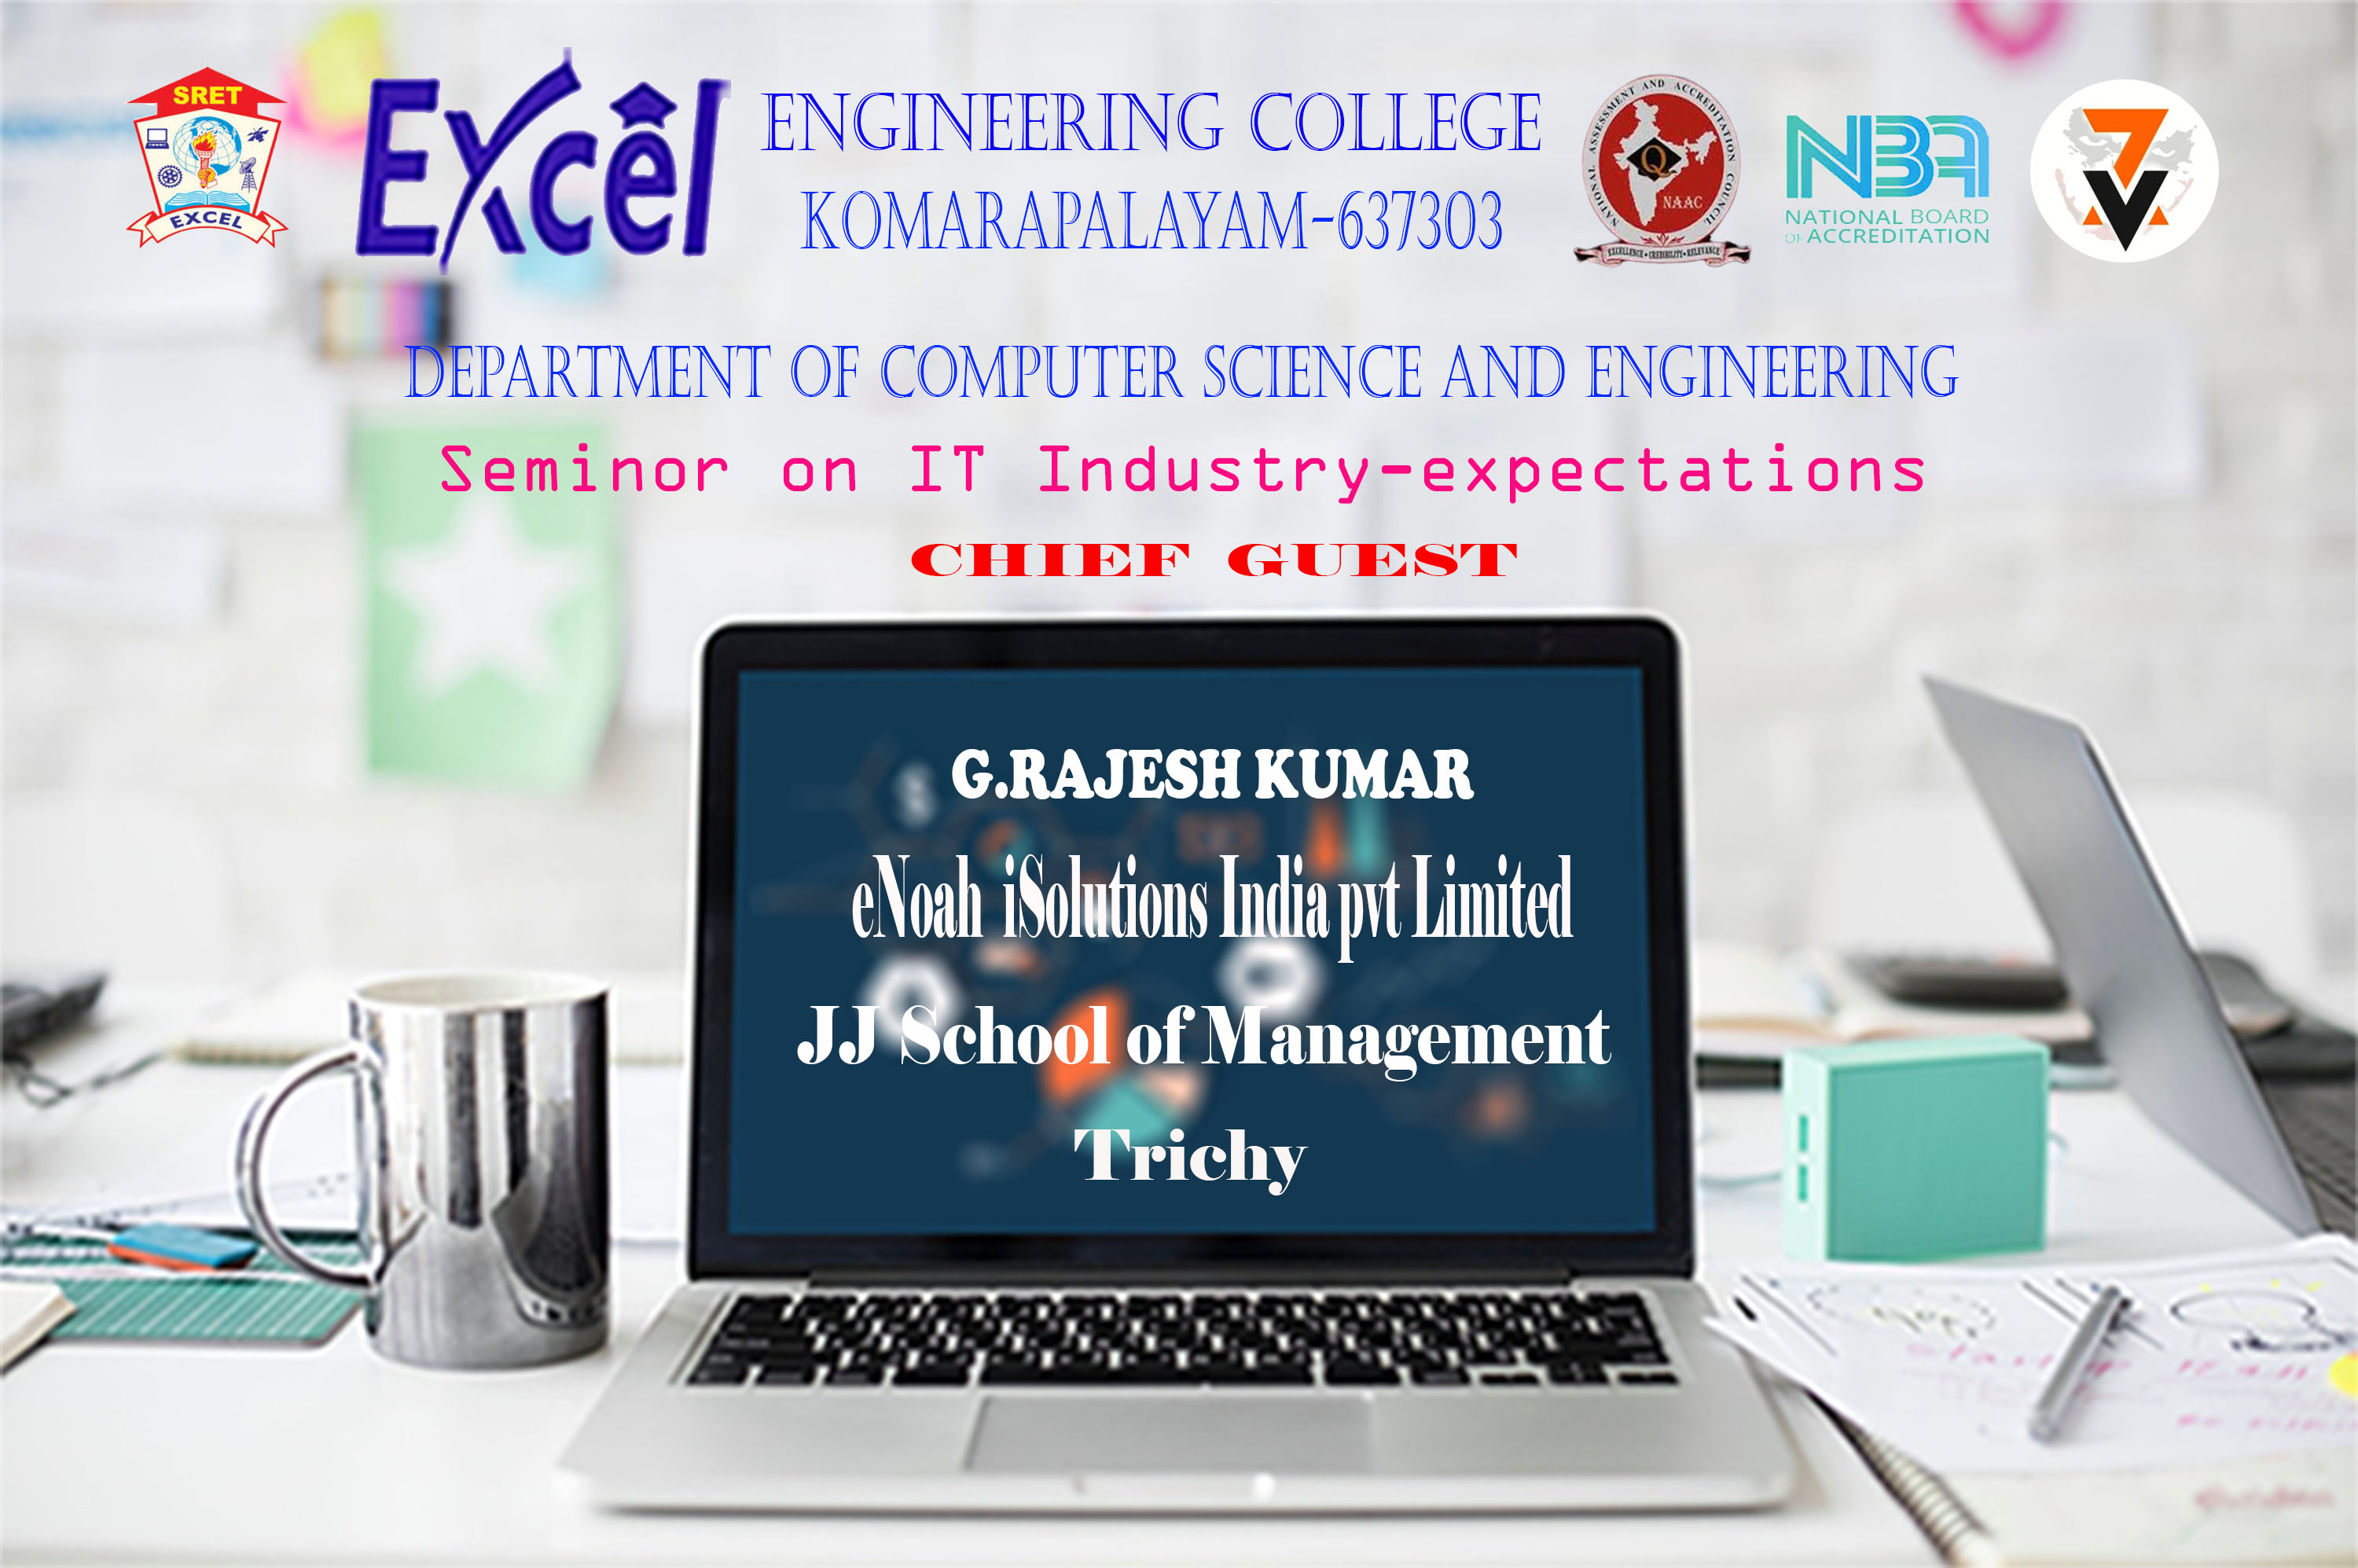 SRET
EXCEL
Excel ENGINEERING COLLEGE
KOMARAPALAYAM-637303
NATIONAL ASSESSMENT AND ACCREDITATION COUNCIL
Q
NAAC
EXCELLENCE • CREDIBILITY • RELEVANCE
NBA
NATIONAL BOARD
OF ACCREDITATION
7V
DEPARTMENT OF COMPUTER SCIENCE AND ENGINEERING
Seminor on IT Industry-expectations
CHIEF GUEST
G.RAJESH KUMAR
eNoah iSolutions India pvt Limited
JJ School of Management
Trichy